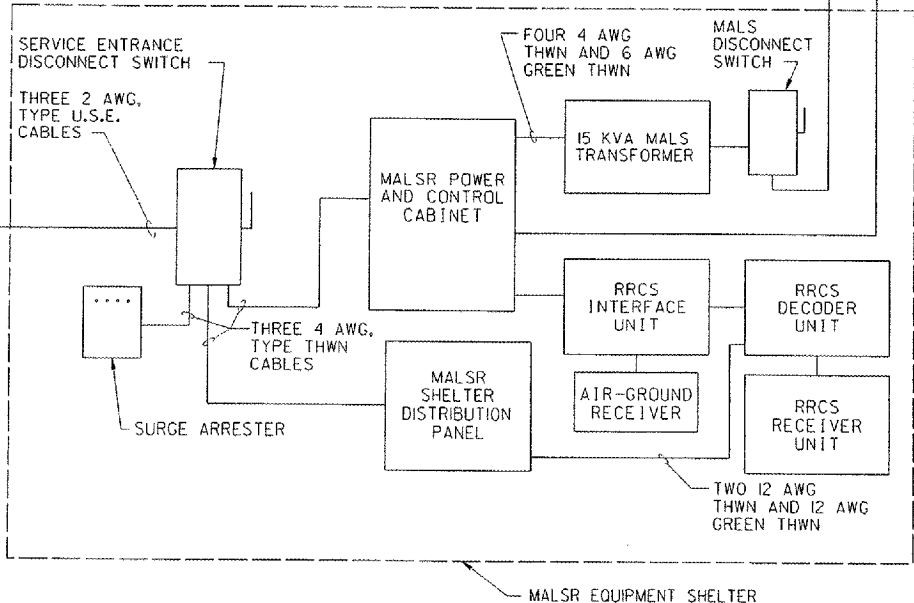 SERVICE ENTRANCE
DISCONNECT SWITCH
FOUR 4 AWG
THWN AND 6 AWG
GREEN THWN
MALS
DISCONNECT
SWITCH
THREE 2 AWG,
TYPE U.S.E.
CABLES
15 KVA MALS
TRANSFORMER
MALSR POWER
AND CONTROL
CABINET
RRCS
INTERFACE
UNIT
RRCS
DECODER
UNIT
THREE 4 AWG,
TYPE THWN
CABLES
MALSR
SHELTER
DISTRIBUTION
PANEL
AIR-GROUND
RECEIVER
RRCS
RECEIVER
UNIT
SURGE ARRESTER
TWO 12 AWG
THWN AND 12 AWG
GREEN THWN
MALSR EQUIPMENT SHELTER